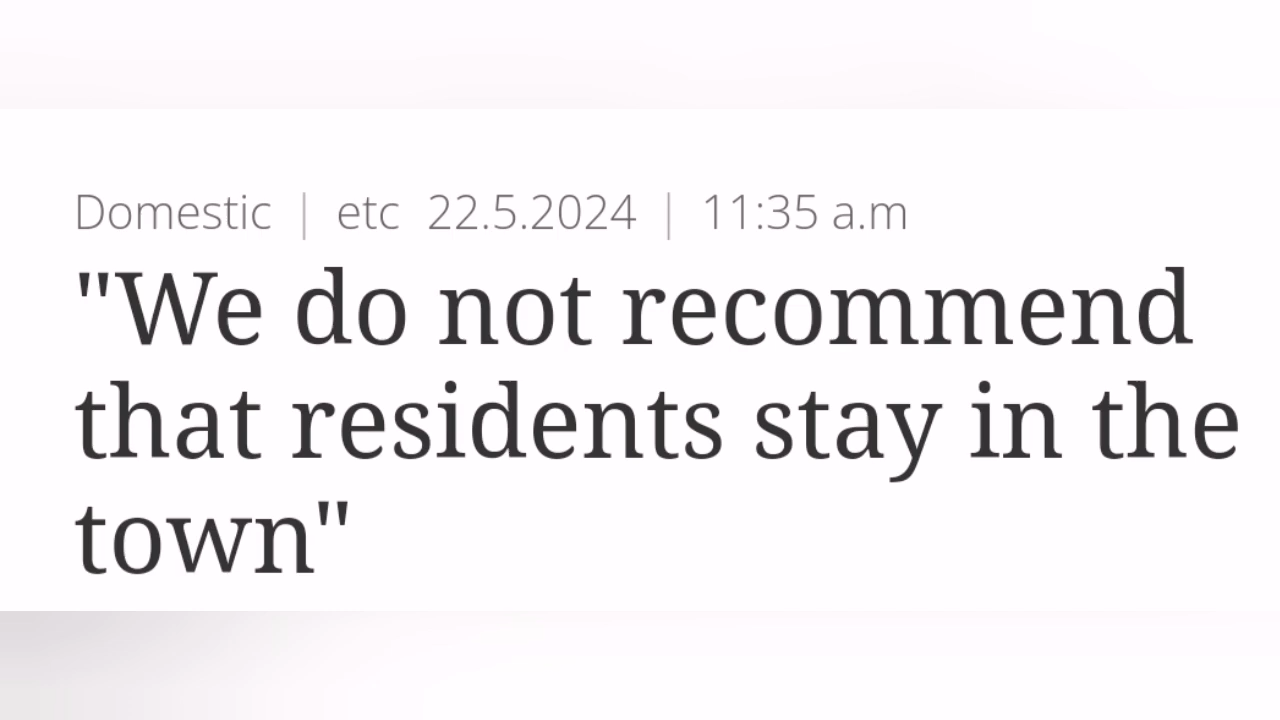 Domestic | etc 22.5.2024 | 11:35 a.m
"We do not recommend
that residents stay in the
town"